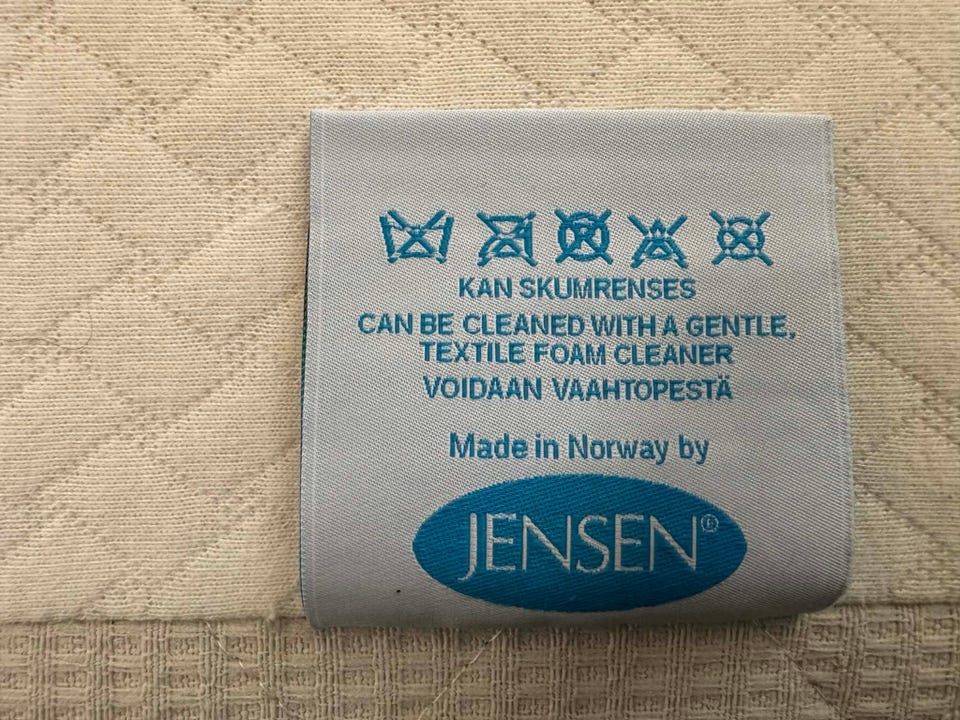 KAN SKUMRENSES
CAN BE CLEANED WITH A GENTLE,
TEXTILE FOAM CLEANER
VOIDAAN VAAHTOPESTÄ
Made in Norway by
JENSEN®